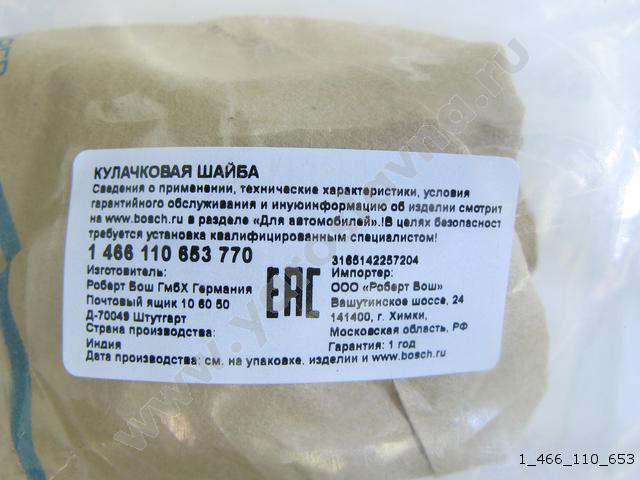 КУЛАЧКОВАЯ ШАЙБА
Сведения о применении, технические характеристики, условия
гарантийного обслуживания и инуюинформацию об изделии смотрит
на www.bosch.ru в разделе «Для автомобилей».!В целях безопасност
требуется установка квалифицированным специалистом!
1 466 110 653 770
Изготовитель:
Роберт Бош ГмбХ Германия
Почтовый ящик 10 60 50
Д-70049 Штутгарт
Страна производства:
Индия
Дата производства: см. на упаковке, изделии и www.bosch.ru
EAC
3165142257204
Импортер:
ООО «Роберт Бош»
Вашутинское шоссе, 24
141400, г. Химки,
Московская область, РФ
Гарантия: 1 год
1_466_110_653